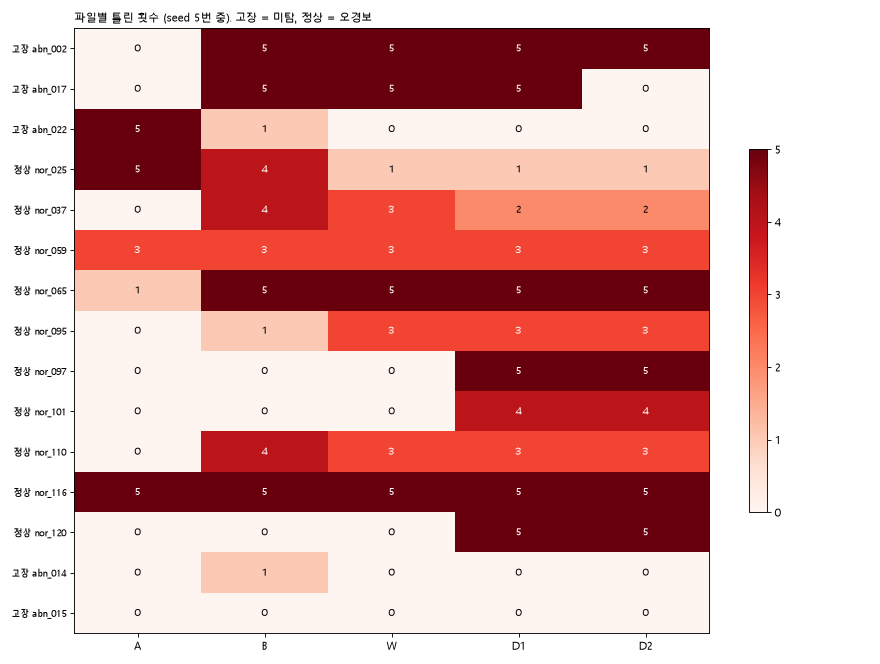 파일별 틀린 횟수 (seed 5번 중). 고장 = 미탐, 정상 = 오경보
고장 abn_002 0 5 5 5 5
고장 abn_017 0 5 5 5 0
고장 abn_022 5 1 0 0 0
정상 nor_025 5 4 1 1 1
정상 nor_037 0 4 3 2 2
정상 nor_059 3 3 3 3 3
정상 nor_065 1 5 5 5 5
정상 nor_095 0 1 3 3 3
정상 nor_097 0 0 0 5 5
정상 nor_101 0 0 0 4 4
정상 nor_110 0 4 3 3 3
정상 nor_116 5 5 5 5 5
정상 nor_120 0 0 0 5 5
고장 abn_014 0 1 0 0 0
고장 abn_015 0 0 0 0 0
A B W D1 D2
5
4
3
2
1
0